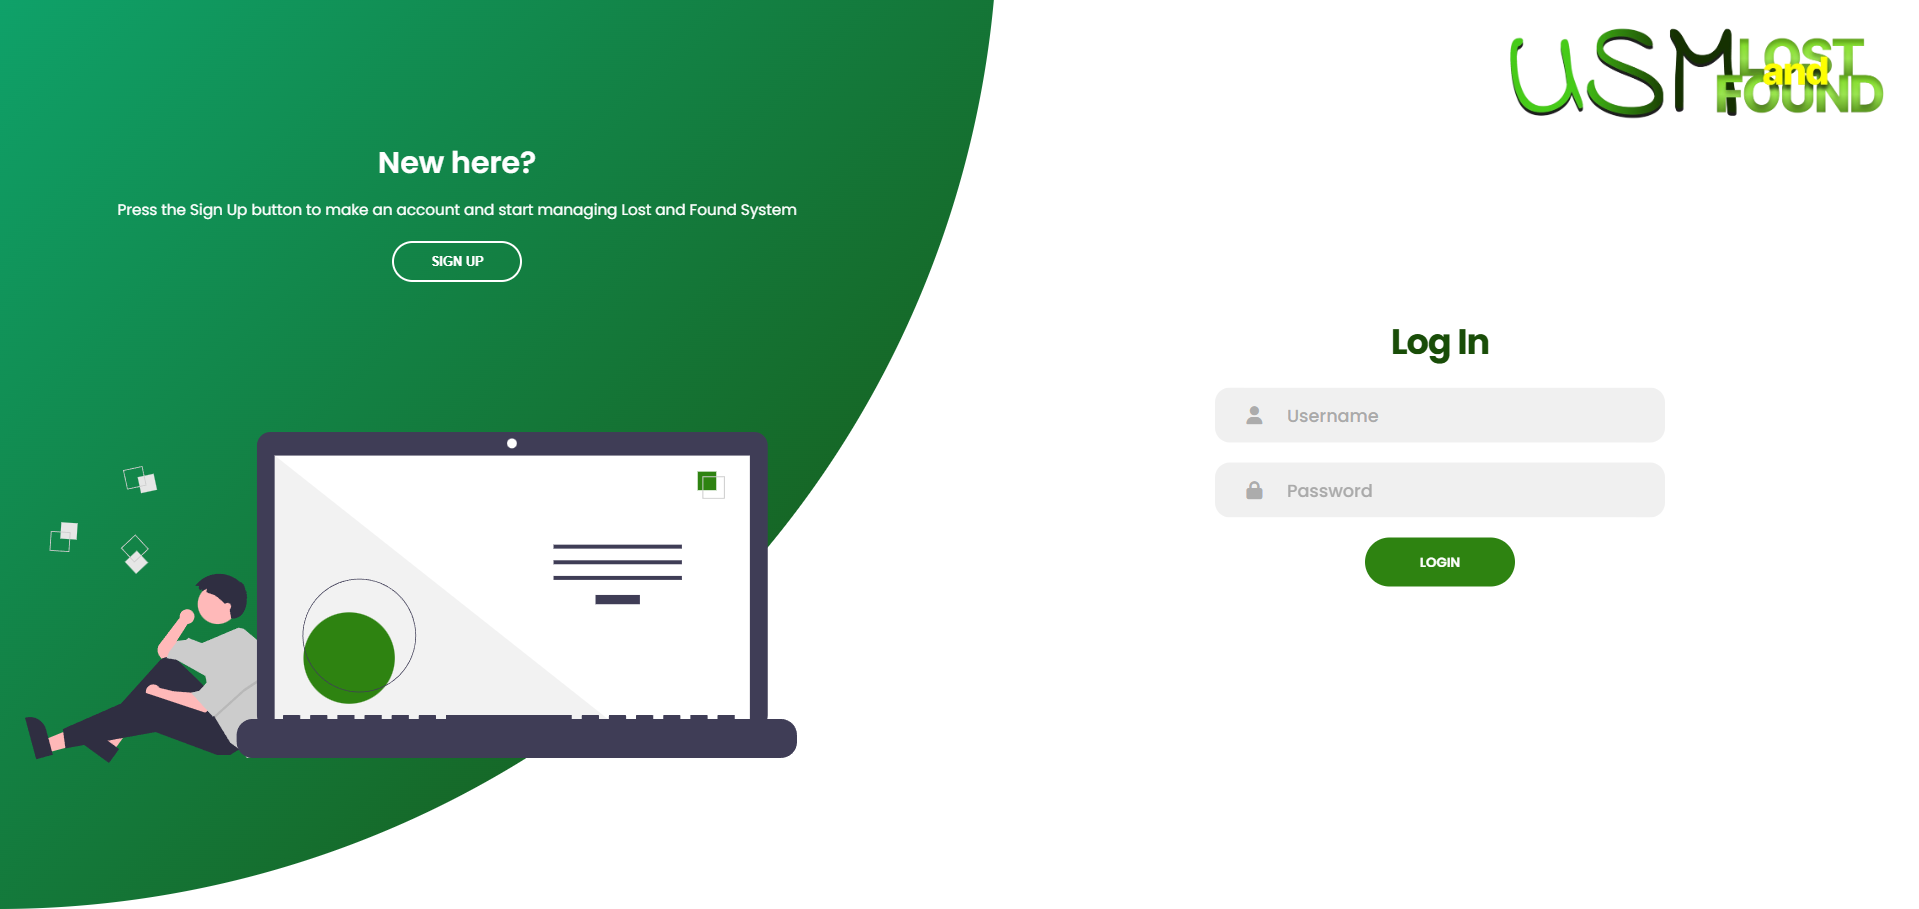 USM LOST
and
FOUND
New here?
Press the Sign Up button to make an account and start managing Lost and Found System
SIGN UP
Log In
Username
Password
LOGIN